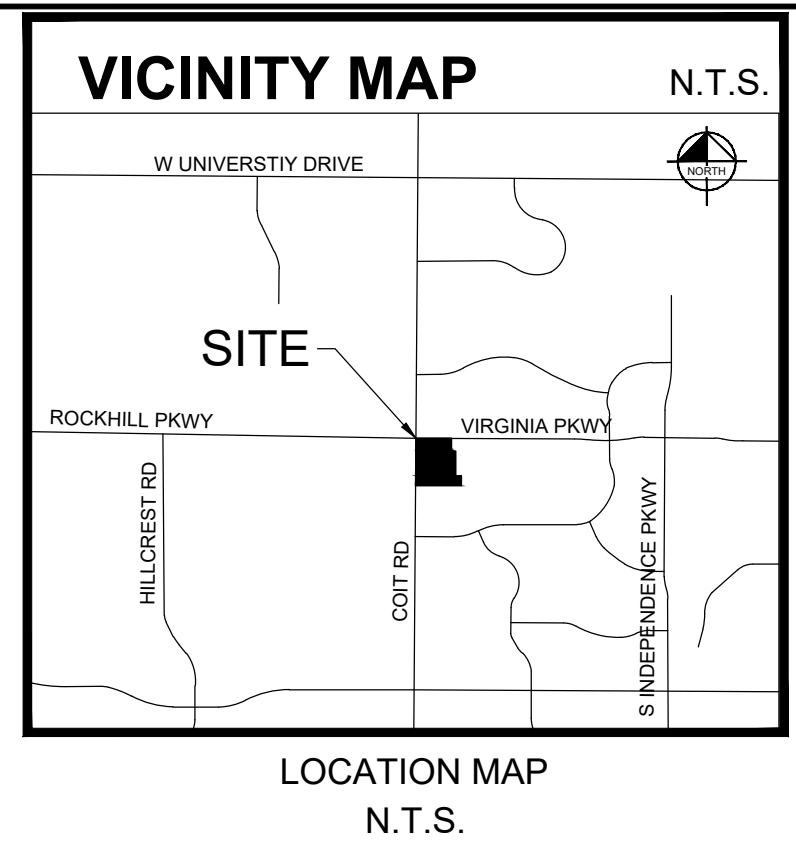 VICINITY MAP
N.T.S.
W UNIVERSTIY DRIVE
NORTH
SITE
ROCKHILL PKWY
VIRGINIA PKWY
HILLCREST RD
COIT RD
S INDEPENDENCE PKWY
LOCATION MAP
N.T.S.